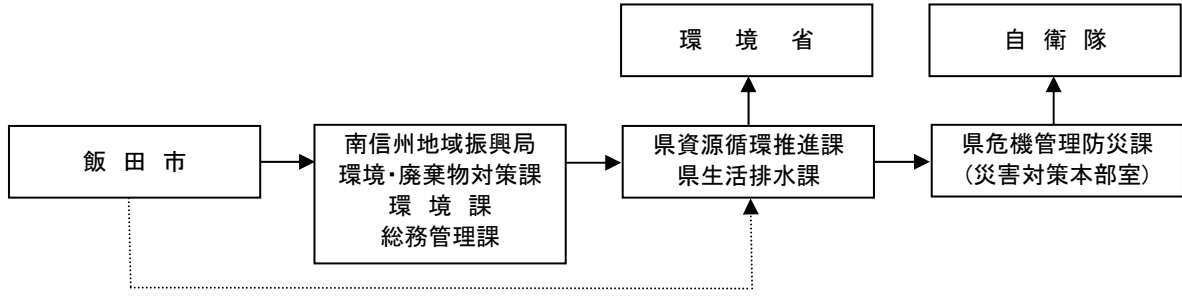 環 境 省
自 衛 隊
飯 田 市
南信州地域振興局
環境・廃棄物対策課
環 境 課
総務管理課
県資源循環推進課
県生活排水課
県危機管理防災課
(災害対策本部室)